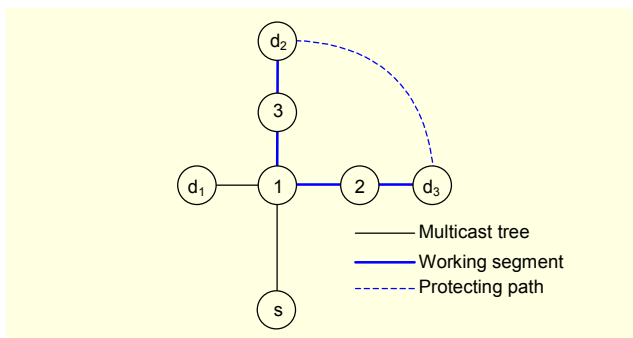 d2
3
d1
1
2
d3
Multicast tree
Working segment
Protecting path
s